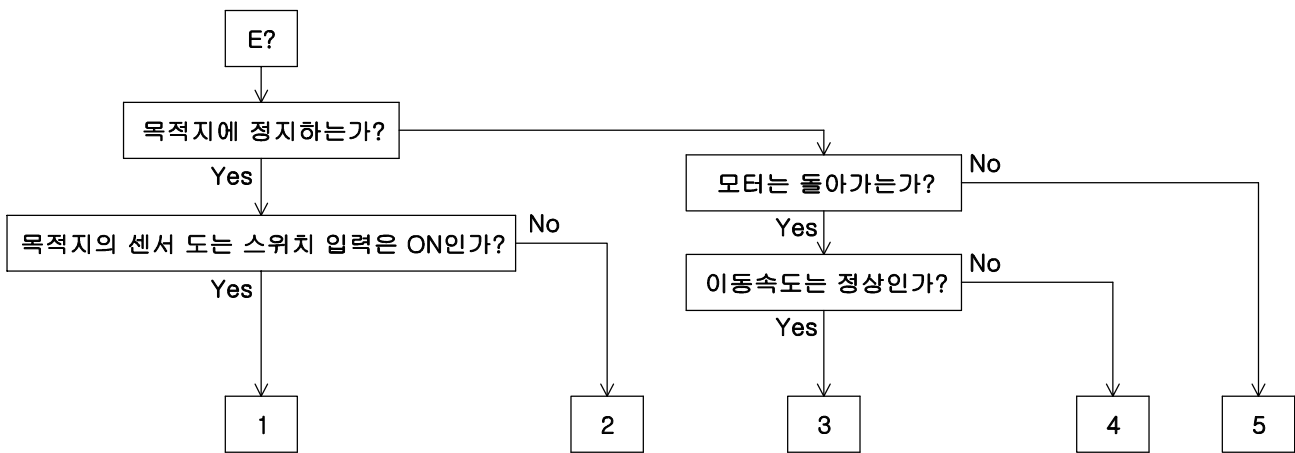 E?
목적지에 정지하는가?
Yes
모터는 돌아가는가?
No
목적지의 센서 도는 스위치 입력은 ON인가?
No
Yes
이동속도는 정상인가?
No
Yes
Yes
1
2
3
4
5